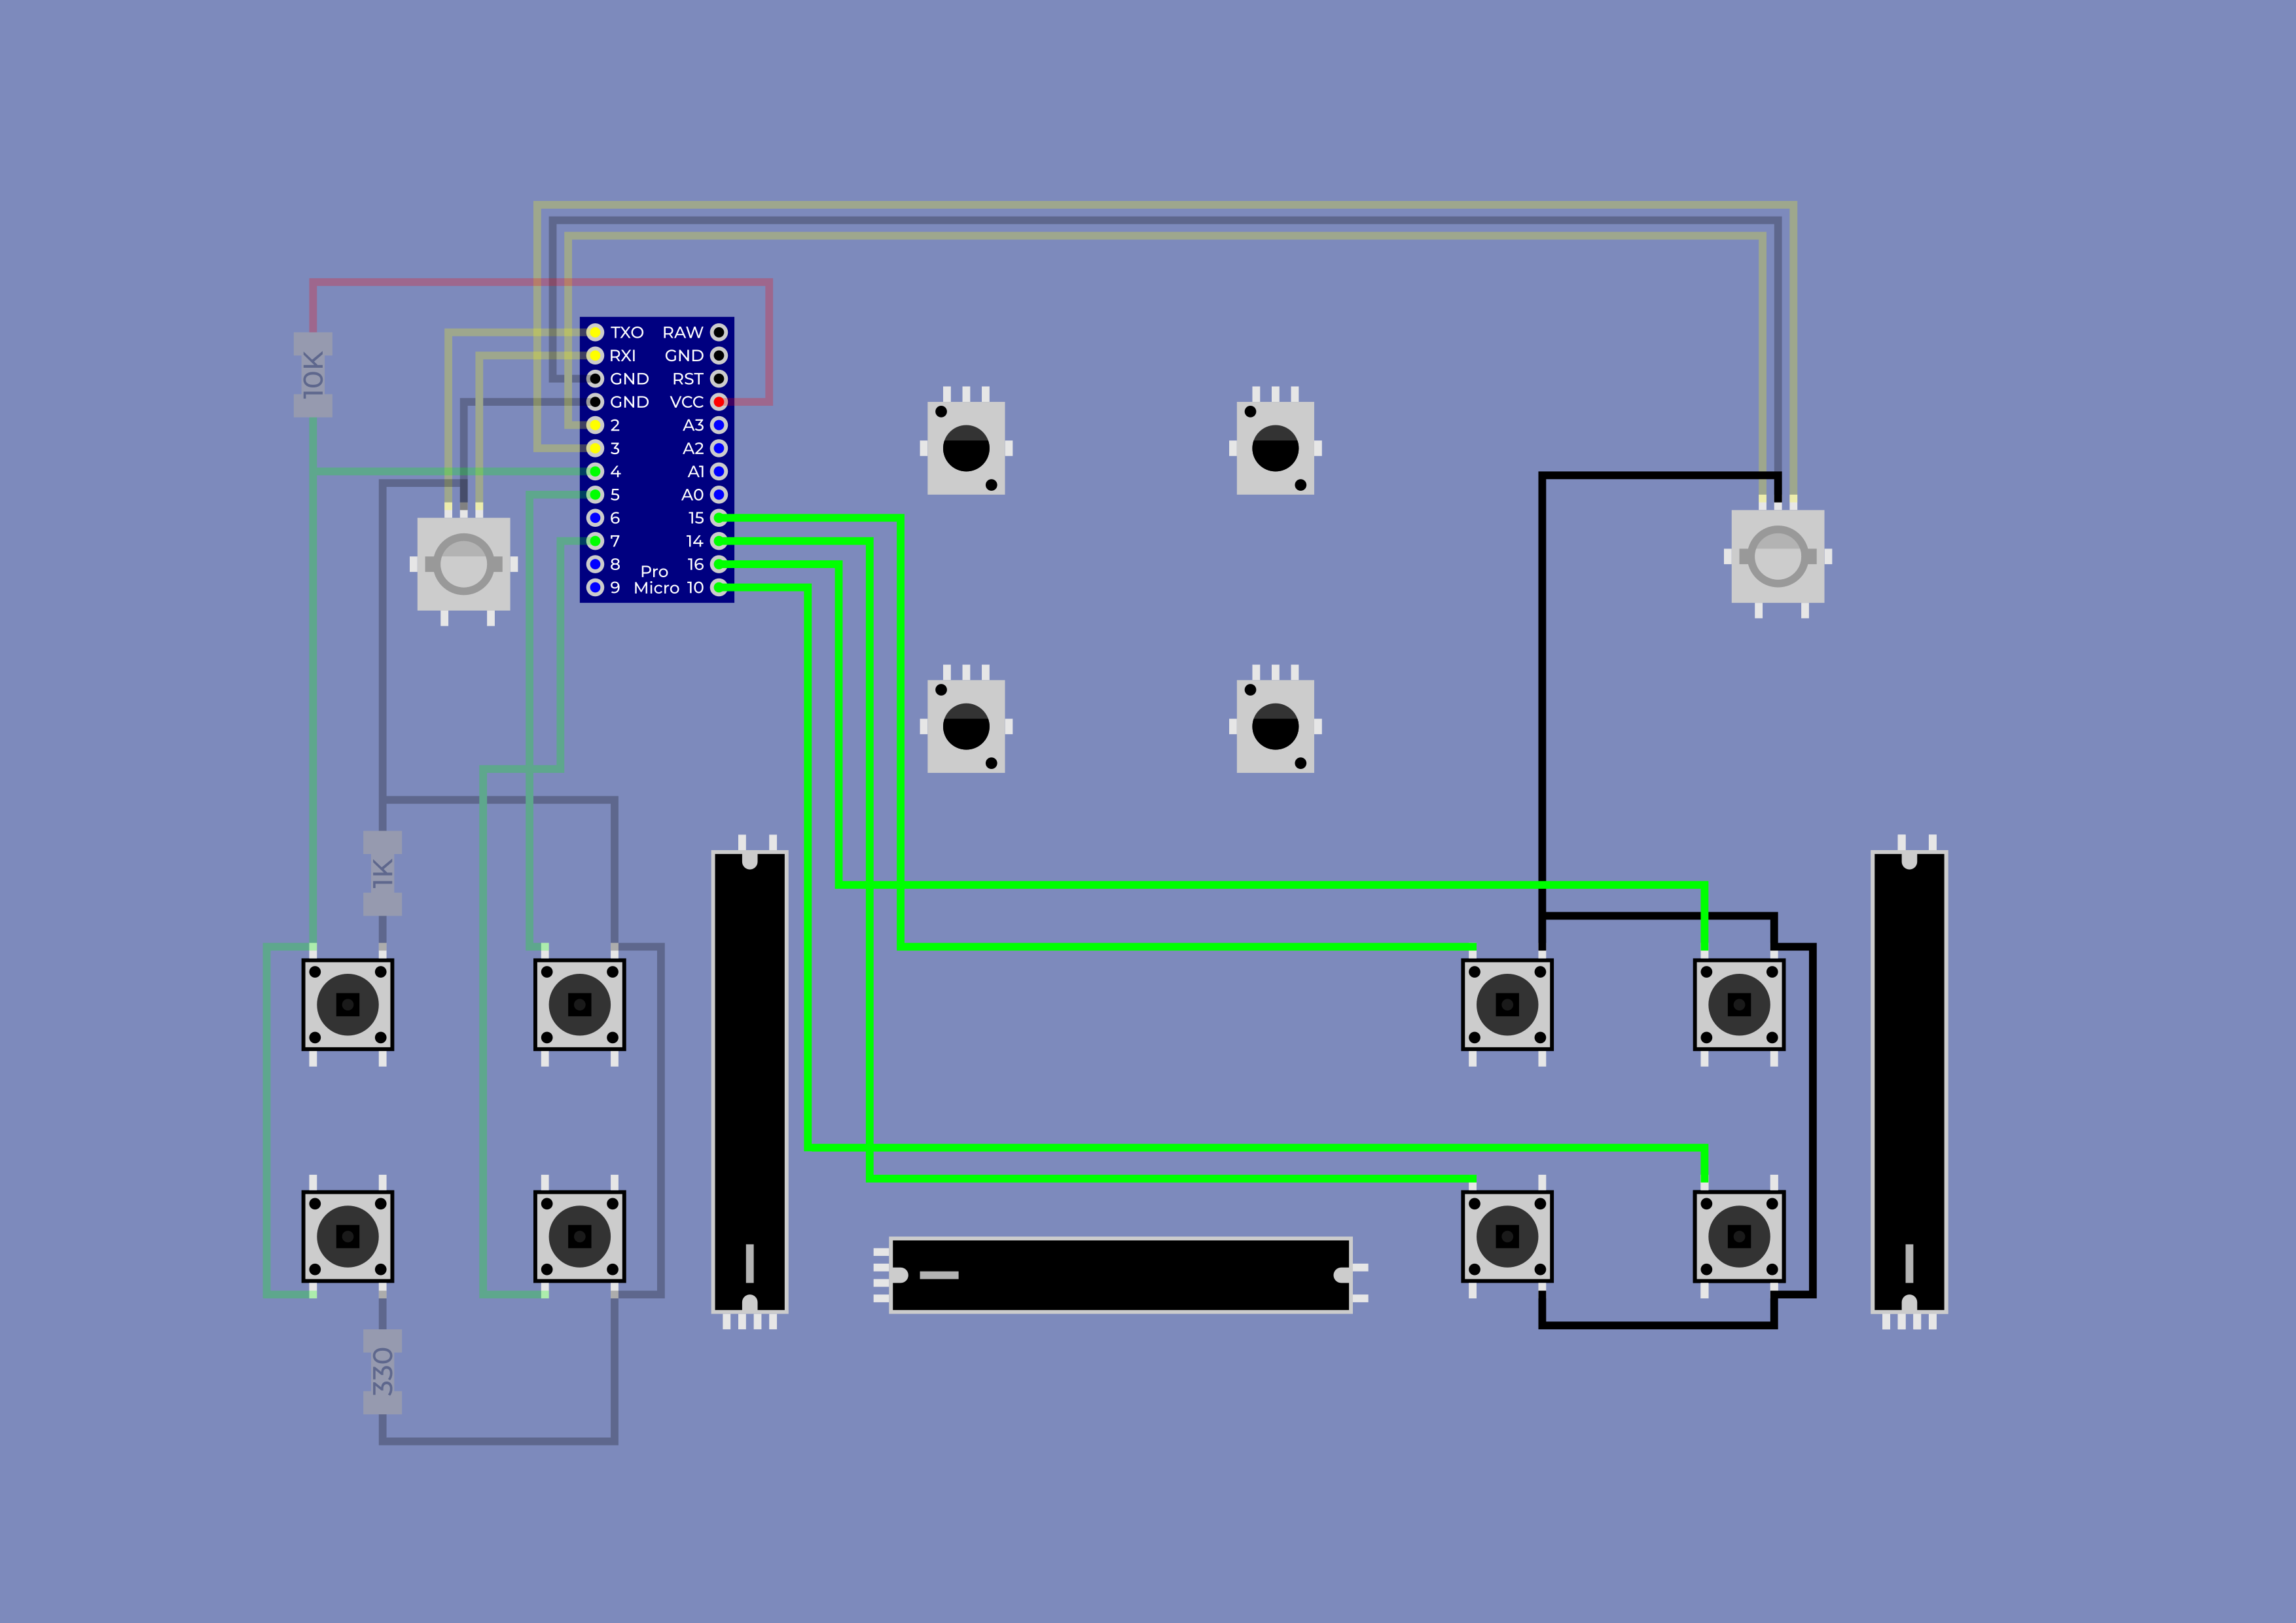 TXO RAW
RXI GND
GND RST
GND VCC
2 A3
3 A2
4 A1
5 A0
6 15
7 14
8 16
9 10
Pro
Micro
10K
1K
330